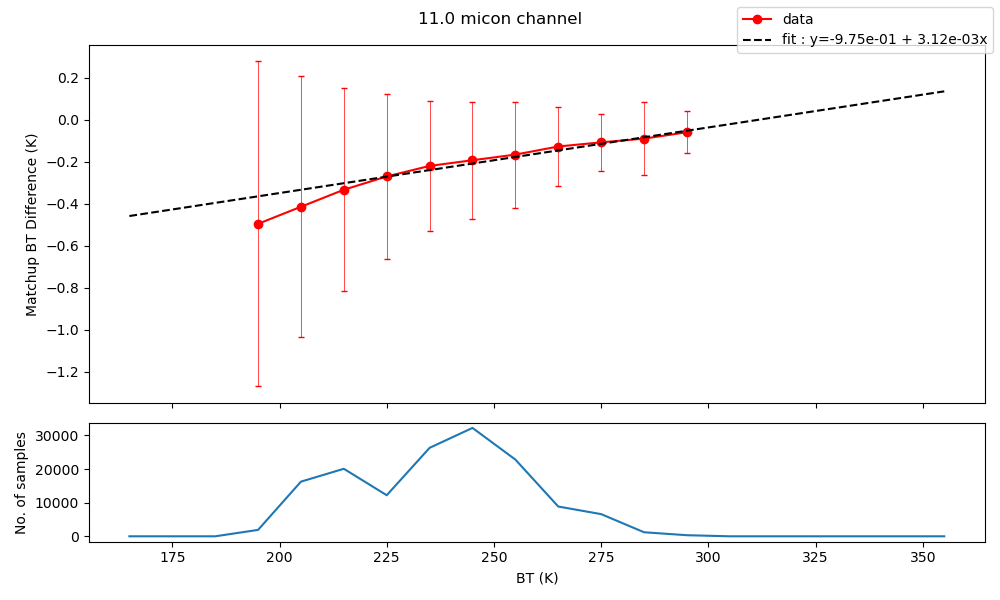 11.0 micon channel
data
fit : y=-9.75e-01 + 3.12e-03x
Matchup BT Difference (K)
0.2
0.0
−0.2
−0.4
−0.6
−0.8
−1.0
−1.2
No. of samples
30000
20000
10000
0
175 200 225 250 275 300 325 350
BT (K)